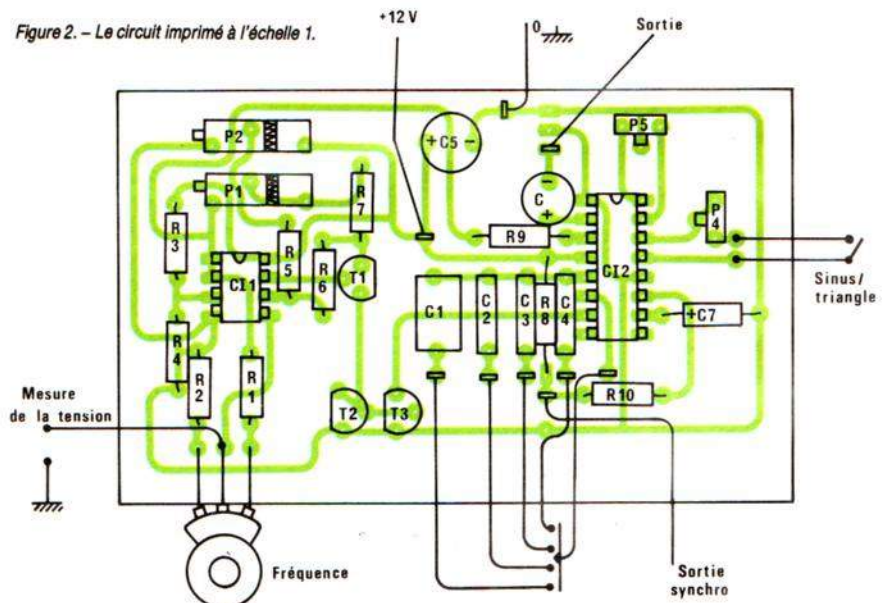 Figure 2. – Le circuit imprimé à l'échelle 1.
+12 V
0
Sortie
P2
P1
R3
R4
R2
R1
CI1
R5
R6
R7
T1
T2
T3
+ C5 -
- C +
R9
C1
C2
C3
R8
C4
CI2
P5
P4
+C7
R10
Sinus/
triangle
Mesure
de la tension
Fréquence
Sortie
synchro